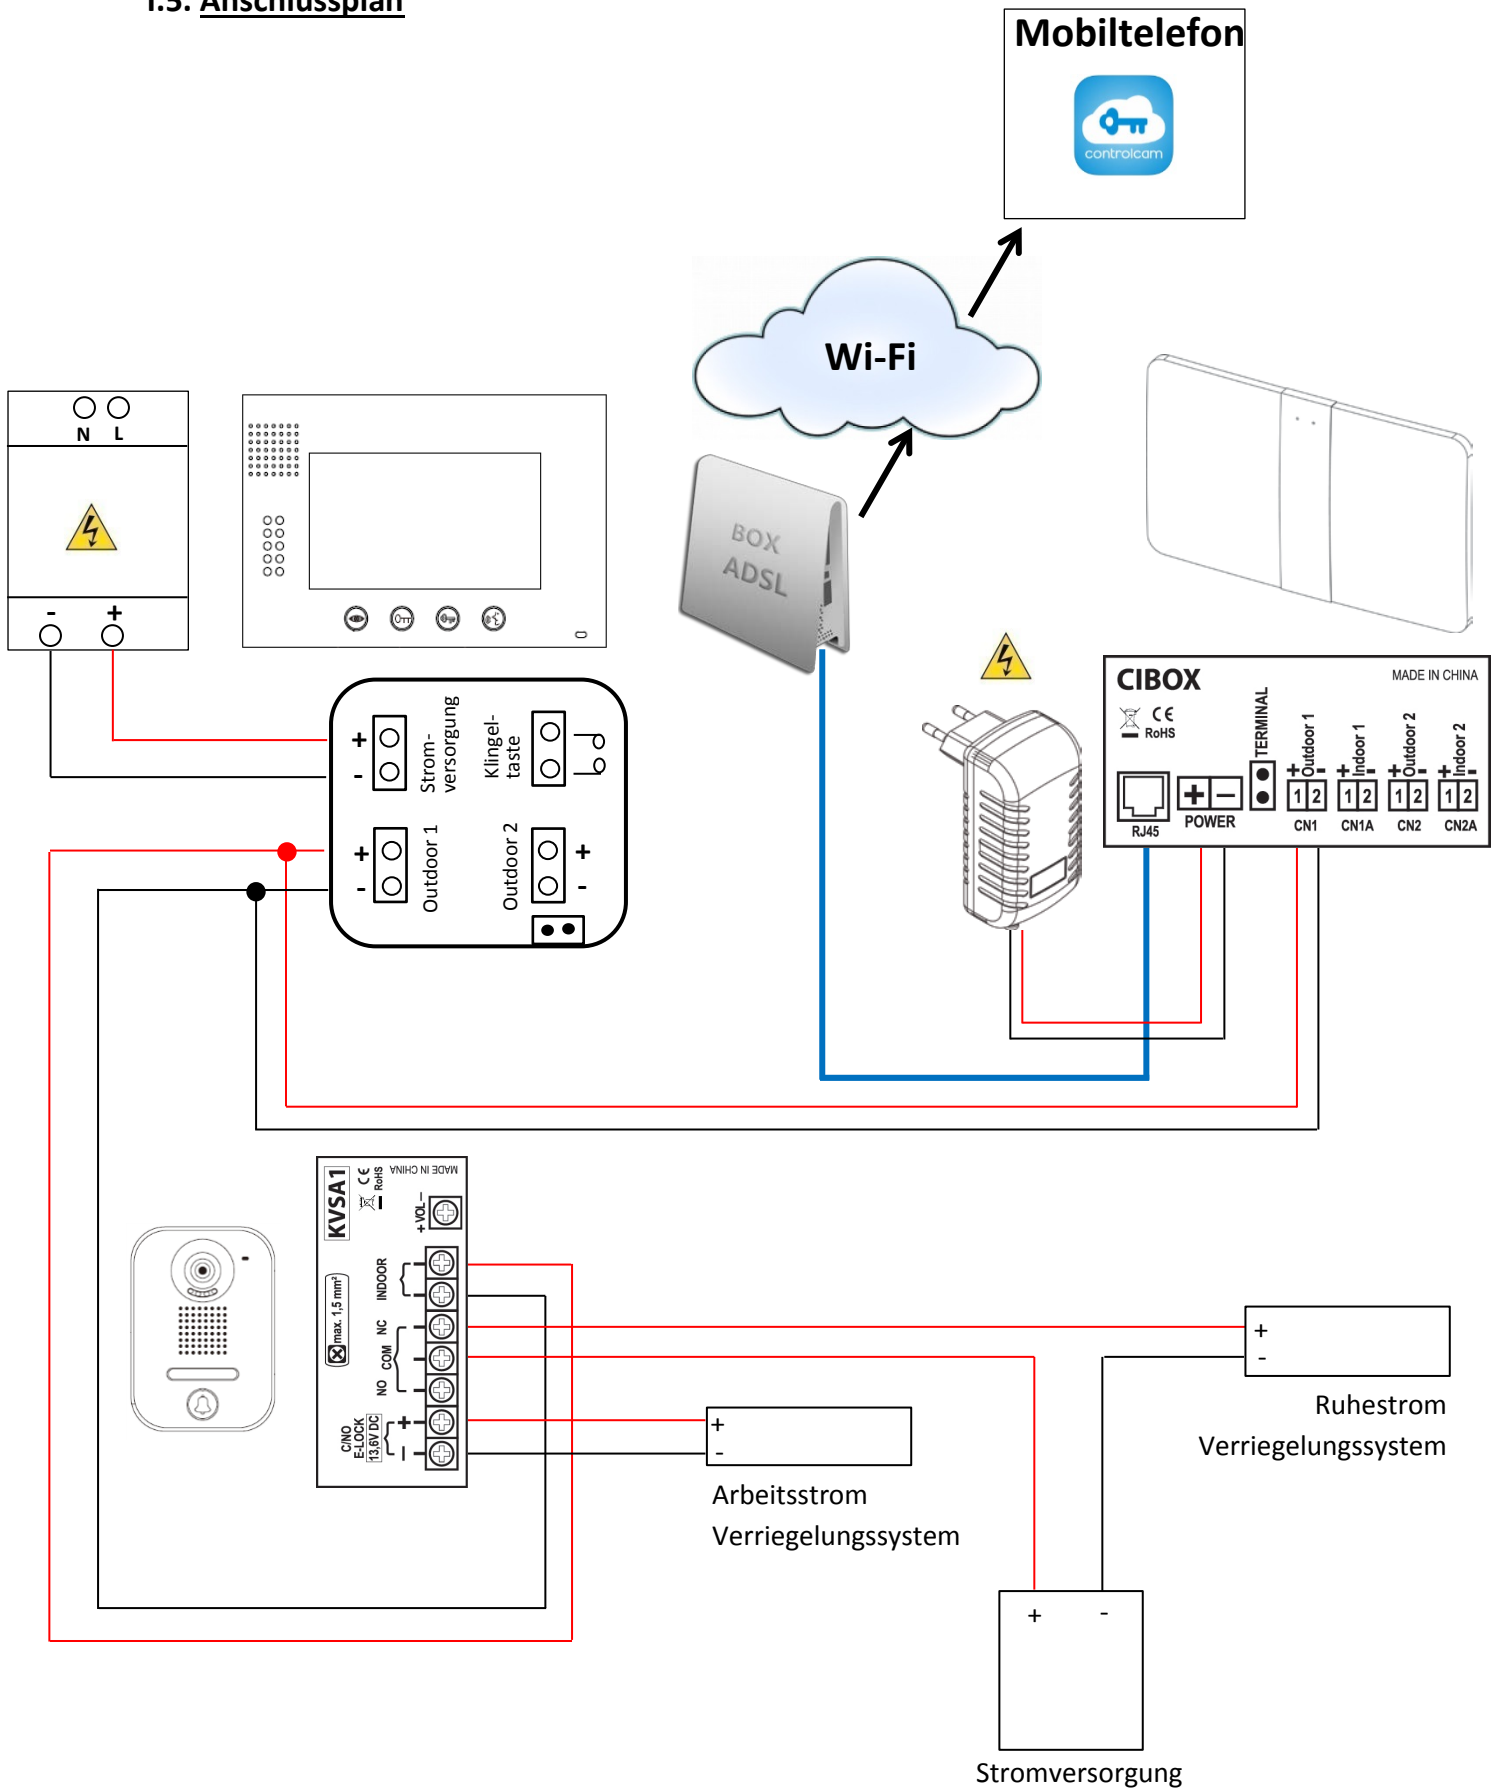 I.5. Anschlussplan
Mobiltelefon
controlcam
Wi-Fi
N L
- +
BOX
ADSL
CIBOX
MADE IN CHINA
CE
RoHS
TERMINAL
+ Outdoor 1 -
+ Indoor 1 -
+ Outdoor 2 -
+ Indoor 2 -
+ -
1 2
1 2
1 2
1 2
RJ45
POWER
CN1
CN1A
CN2
CN2A
+
-
Strom-
versorgung
Klingel-
taste
+
-
Outdoor 1
Outdoor 2
+
-
KVSA1
CE
RoHS
MADE IN CHINA
+ VOL -
max. 1,5 mm²
INDOOR
NC
COM
NO
C/NO
E-LOCK
13,6V DC
+
-
+
-
Arbeitsstrom
Verriegelungssystem
+
-
Ruhestrom
Verriegelungssystem
+ -
Stromversorgung